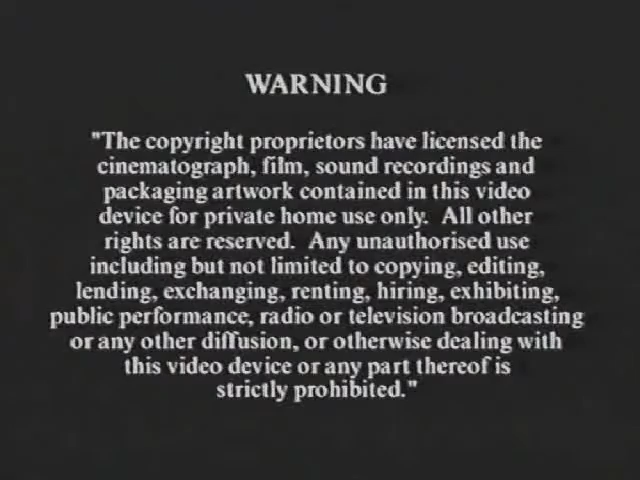 WARNING
"The copyright proprietors have licensed the
cinematograph, film, sound recordings and
packaging artwork contained in this video
device for private home use only.  All other
rights are reserved.  Any unauthorised use
including but not limited to copying, editing,
lending, exchanging, renting, hiring, exhibiting,
public performance, radio or television broadcasting
or any other diffusion, or otherwise dealing with
this video device or any part thereof is
strictly prohibited."